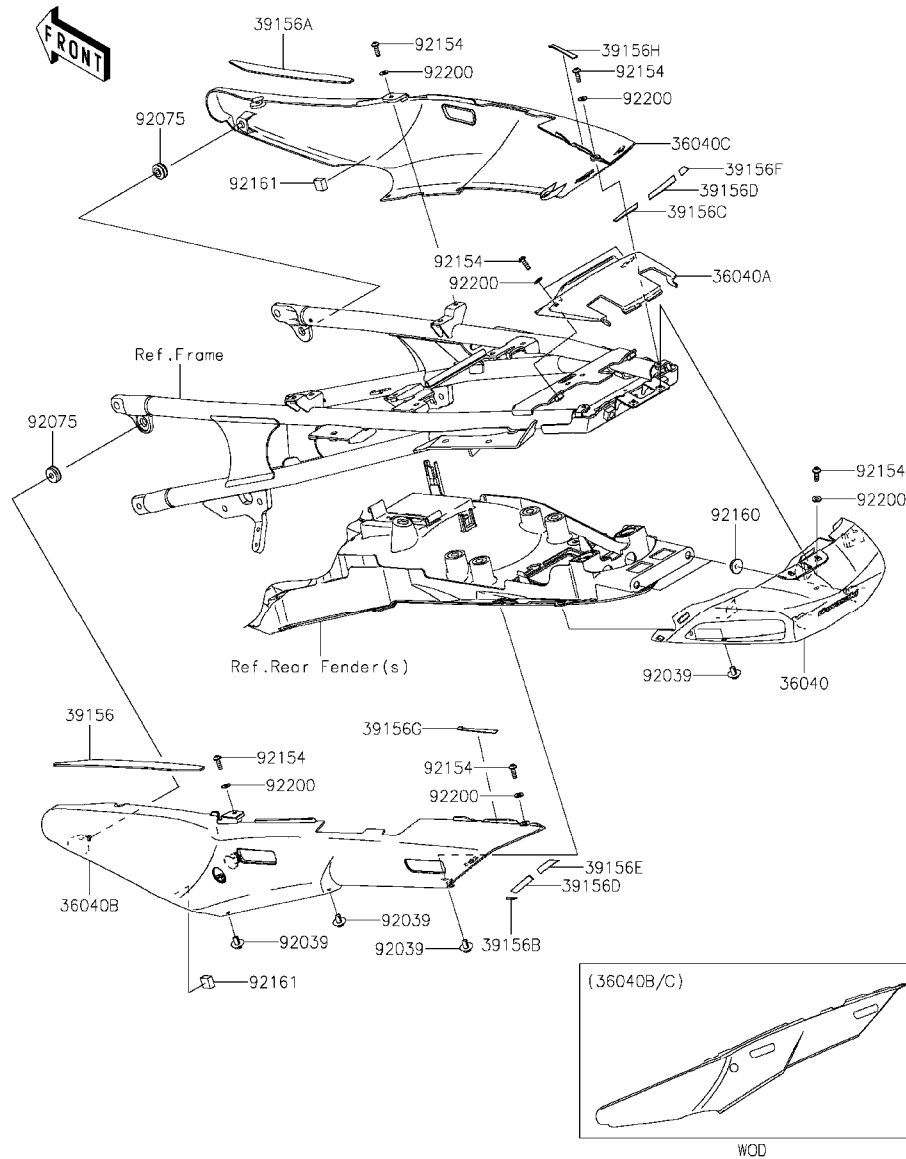 FRONT
39156A
92154
92200
39156H
92154
92200
92075
36040C
92161
39156F
39156D
39156C
92154
92200
36040A
Ref.Frame
92075
92154
92200
92160
Ref.Rear Fender(s)
92039
36040
39156
39156G
92154
92154
92200
92200
39156E
39156D
36040B
92039
92039
92039
39156B
92161
(36040B/C)
WOD